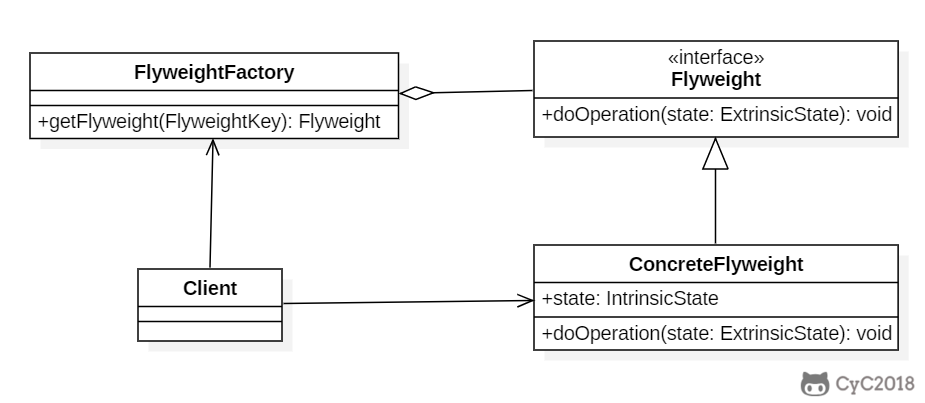 FlyweightFactory
+getFlyweight(FlyweightKey): Flyweight
«interface»
Flyweight
+doOperation(state: ExtrinsicState): void
Client
ConcreteFlyweight
+state: IntrinsicState
+doOperation(state: ExtrinsicState): void
CyC2018